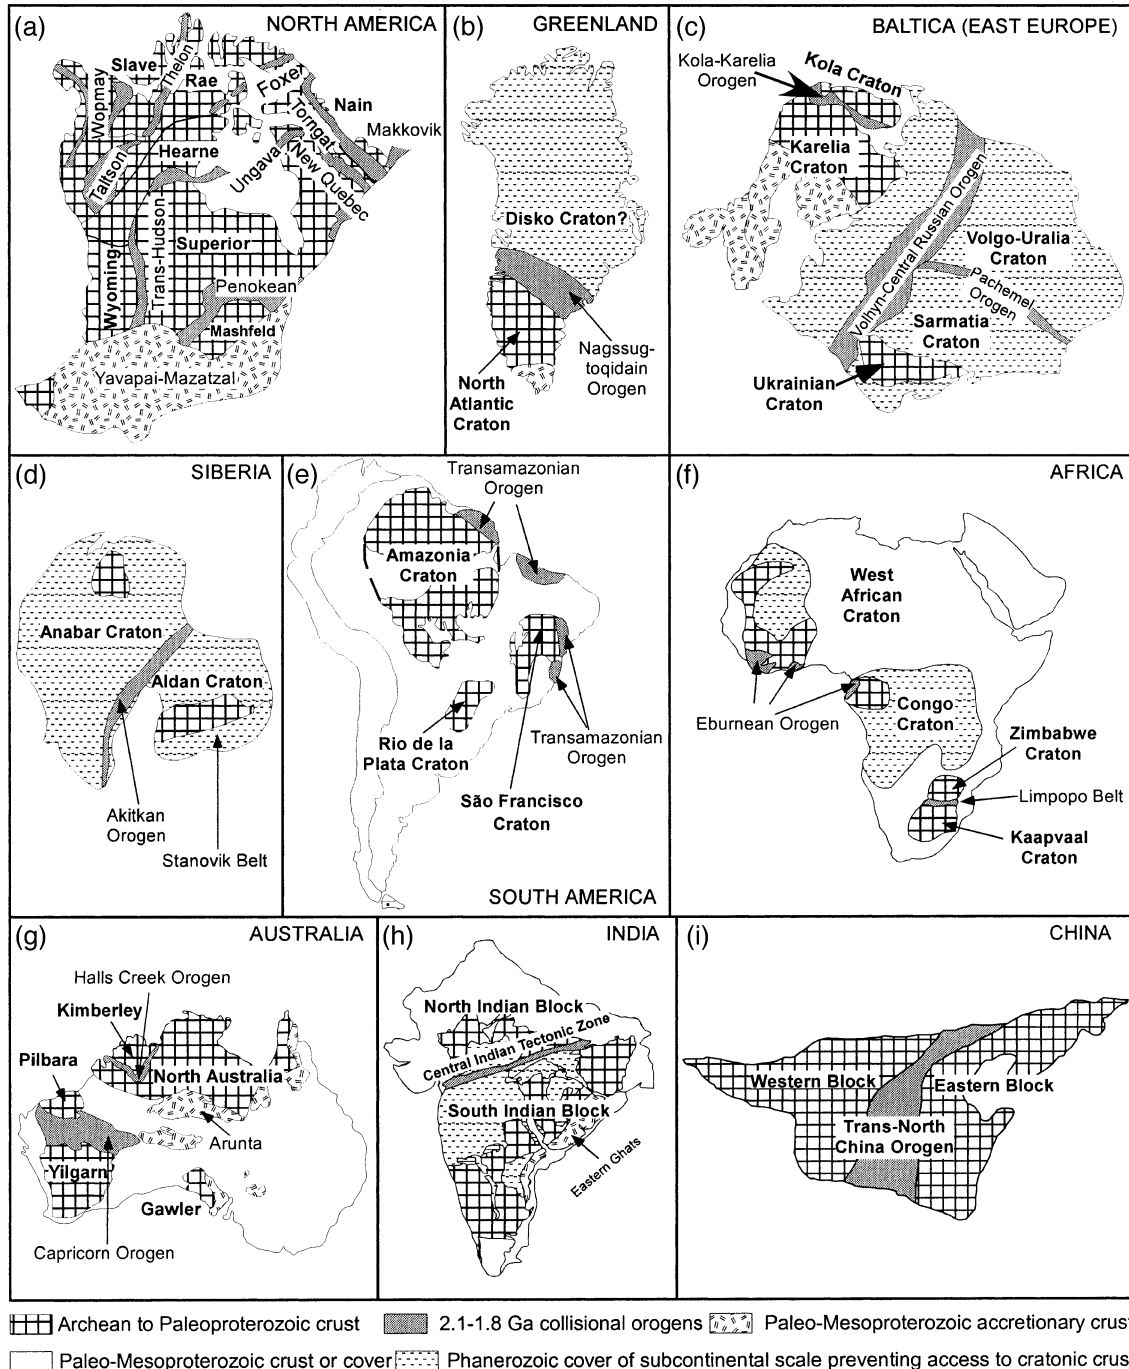 (a)
NORTH AMERICA
Slave
Thelon
Rae
Foxe
Wopmay
Nain
Torngat
Makkovik
Hearne
Ungava
New Quebec
Taltson
Trans-Hudson
Superior
Wyoming
Penokean
Mashfeld
Yavapai-Mazatzal
(b)
GREENLAND
Disko Craton?
Nagssug-
toqidain
Orogen
North
Atlantic
Craton
(c)
BALTICA (EAST EUROPE)
Kola-Karelia
Orogen
Kola Craton
Karelia
Craton
Volhyn-Central Russian Orogen
Volgo-Uralia
Craton
Pachemel
Orogen
Sarmatia
Craton
Ukrainian
Craton
(d)
SIBERIA
Anabar Craton
Aldan Craton
Akitkan
Orogen
Stanovik Belt
(e)
Transamazonian
Orogen
Amazonia
Craton
Rio de la
Plata Craton
Transamazonian
Orogen
São Francisco
Craton
SOUTH AMERICA
(f)
AFRICA
West
African
Craton
Eburnean Orogen
Congo
Craton
Zimbabwe
Craton
Limpopo Belt
Kaapvaal
Craton
(g)
AUSTRALIA
Halls Creek Orogen
Kimberley
Pilbara
North Australia
Arunta
Yilgarn
Gawler
Capricorn Orogen
(h)
INDIA
North Indian Block
Central Indian Tectonic Zone
South Indian Block
Eastern Ghats
(i)
CHINA
Western Block
Eastern Block
Trans-North
China Orogen
Archean to Paleoproterozoic crust
2.1-1.8 Ga collisional orogens
Paleo-Mesoproterozoic accretionary crust
Paleo-Mesoproterozoic crust or cover
Phanerozoic cover of subcontinental scale preventing access to cratonic crust